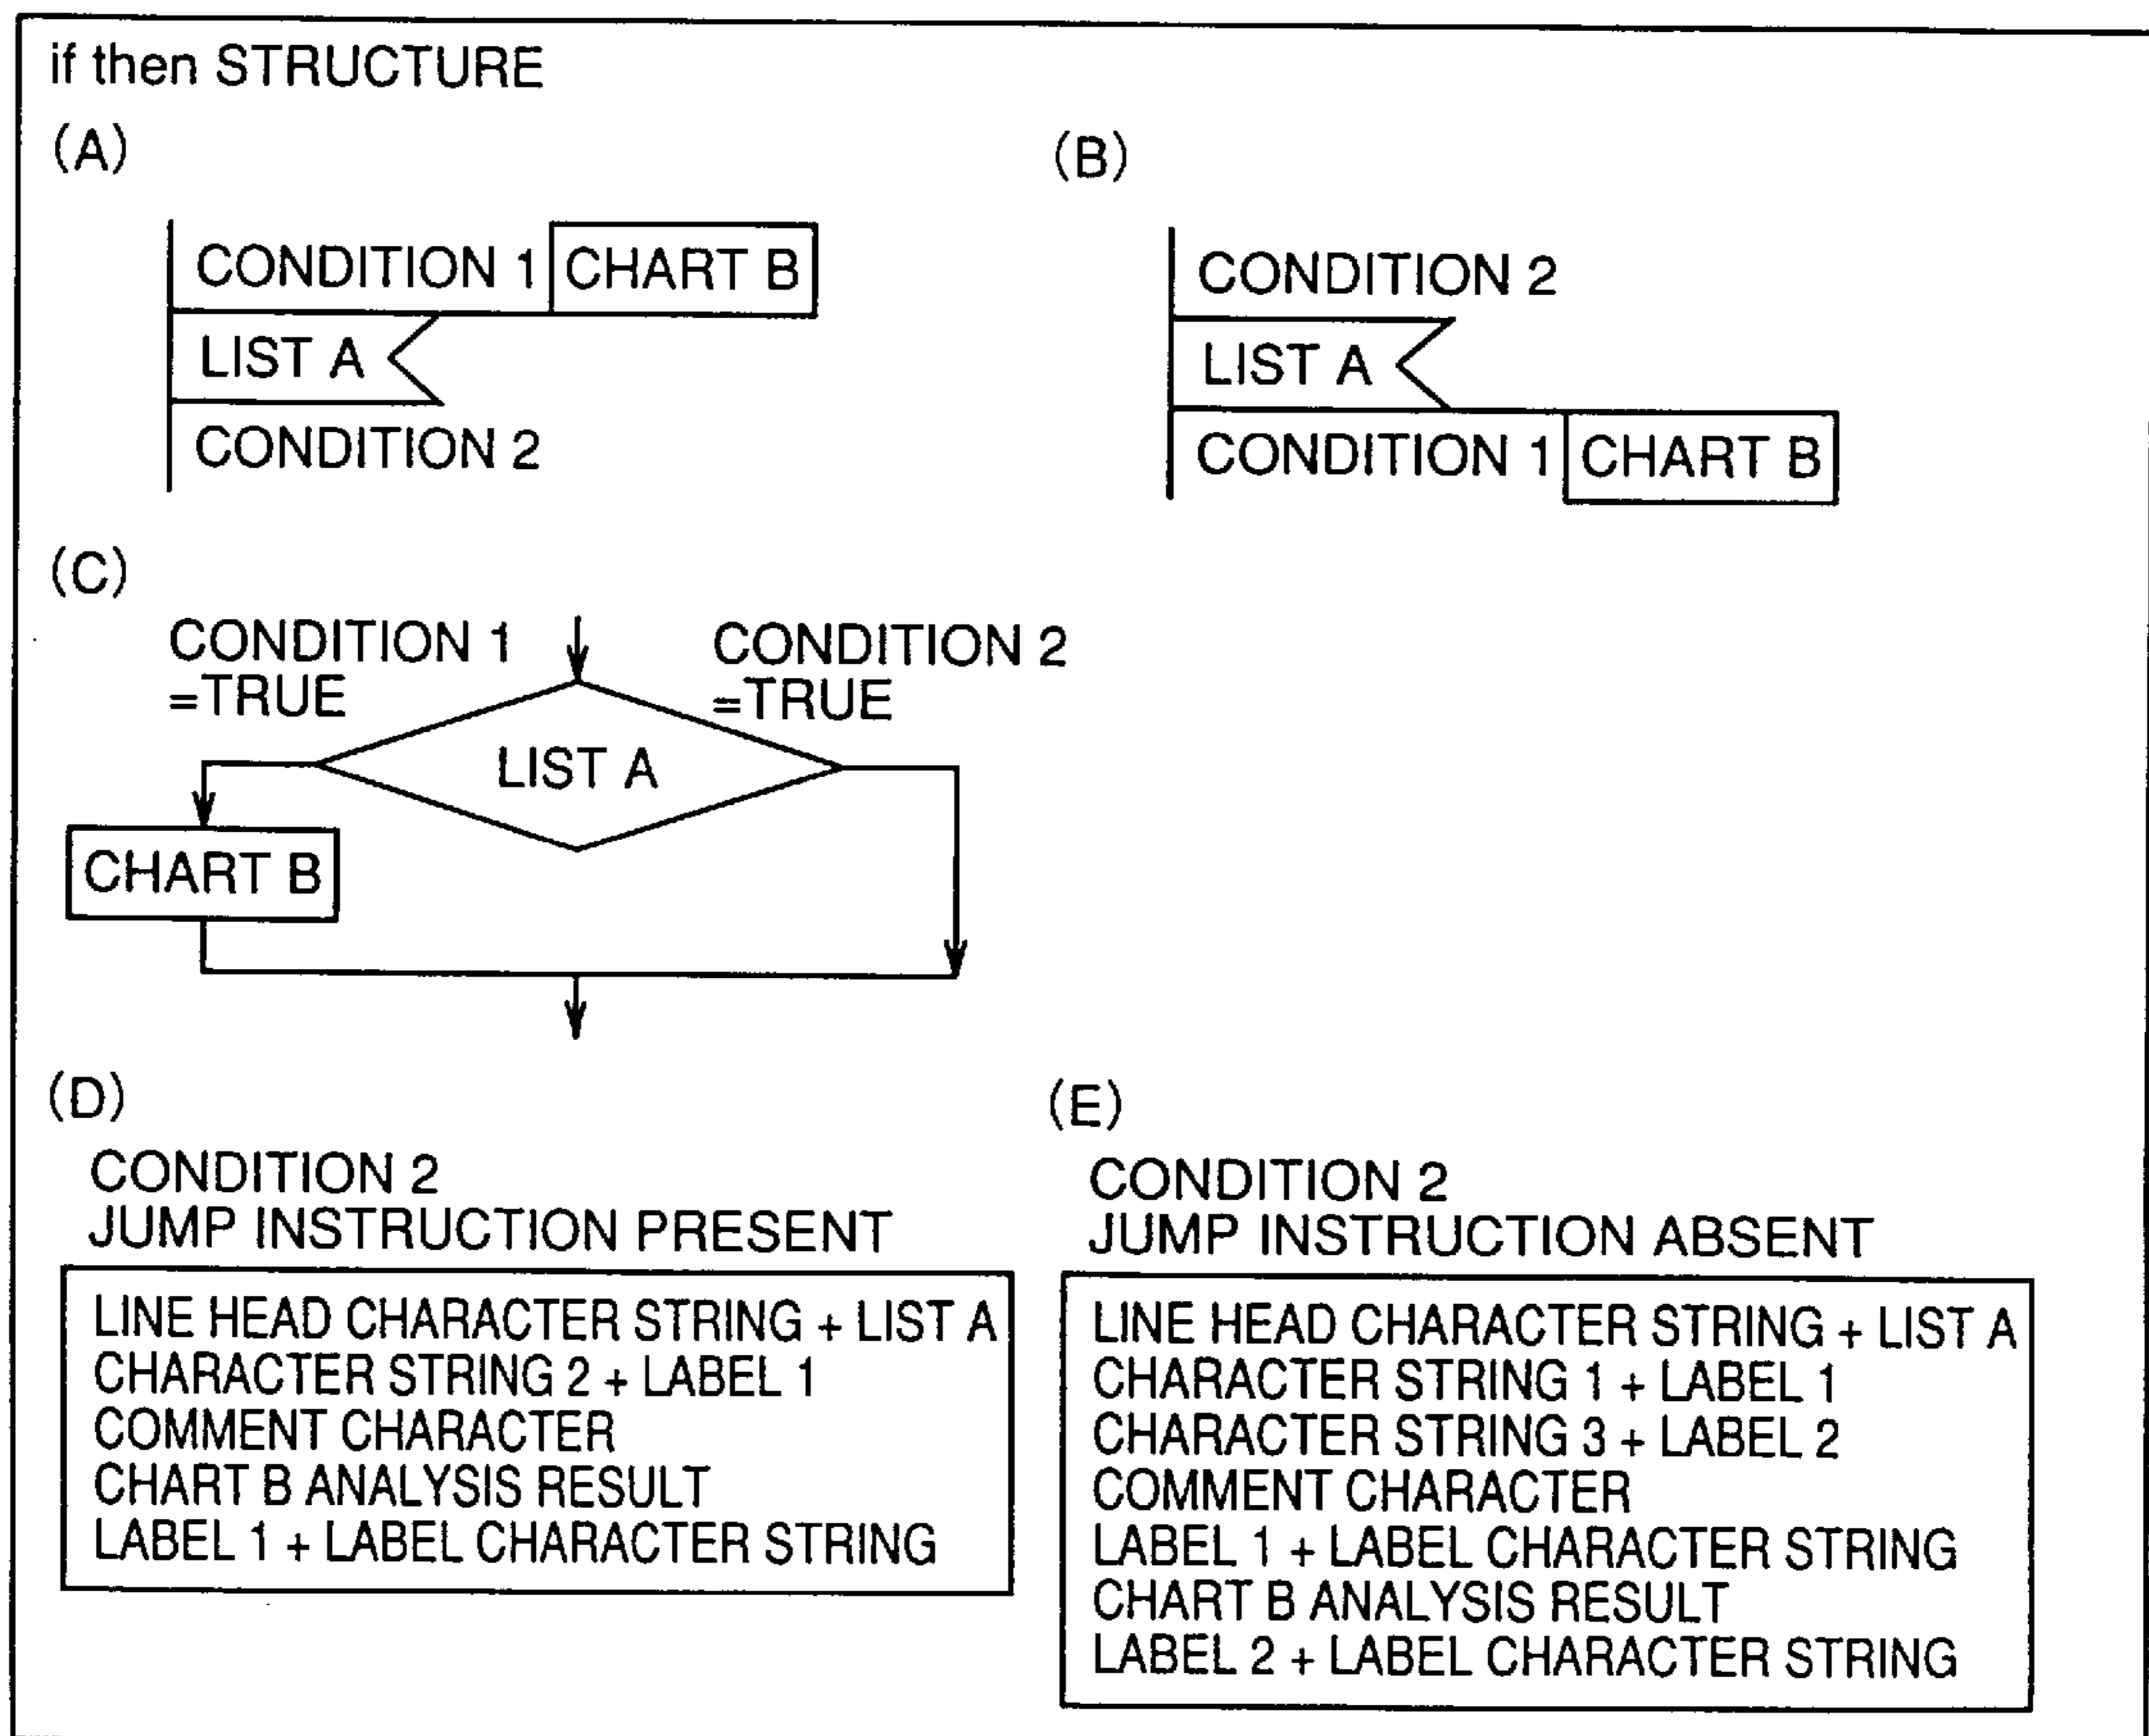 if then STRUCTURE
(A)
CONDITION 1 CHART B
LIST A
CONDITION 2
(B)
CONDITION 2
LIST A
CONDITION 1 CHART B
(C)
CONDITION 1
=TRUE
CONDITION 2
=TRUE
LIST A
CHART B
(D)
CONDITION 2
JUMP INSTRUCTION PRESENT
LINE HEAD CHARACTER STRING + LIST A
CHARACTER STRING 2 + LABEL 1
COMMENT CHARACTER
CHART B ANALYSIS RESULT
LABEL 1 + LABEL CHARACTER STRING
(E)
CONDITION 2
JUMP INSTRUCTION ABSENT
LINE HEAD CHARACTER STRING + LIST A
CHARACTER STRING 1 + LABEL 1
CHARACTER STRING 3 + LABEL 2
COMMENT CHARACTER
LABEL 1 + LABEL CHARACTER STRING
CHART B ANALYSIS RESULT
LABEL 2 + LABEL CHARACTER STRING